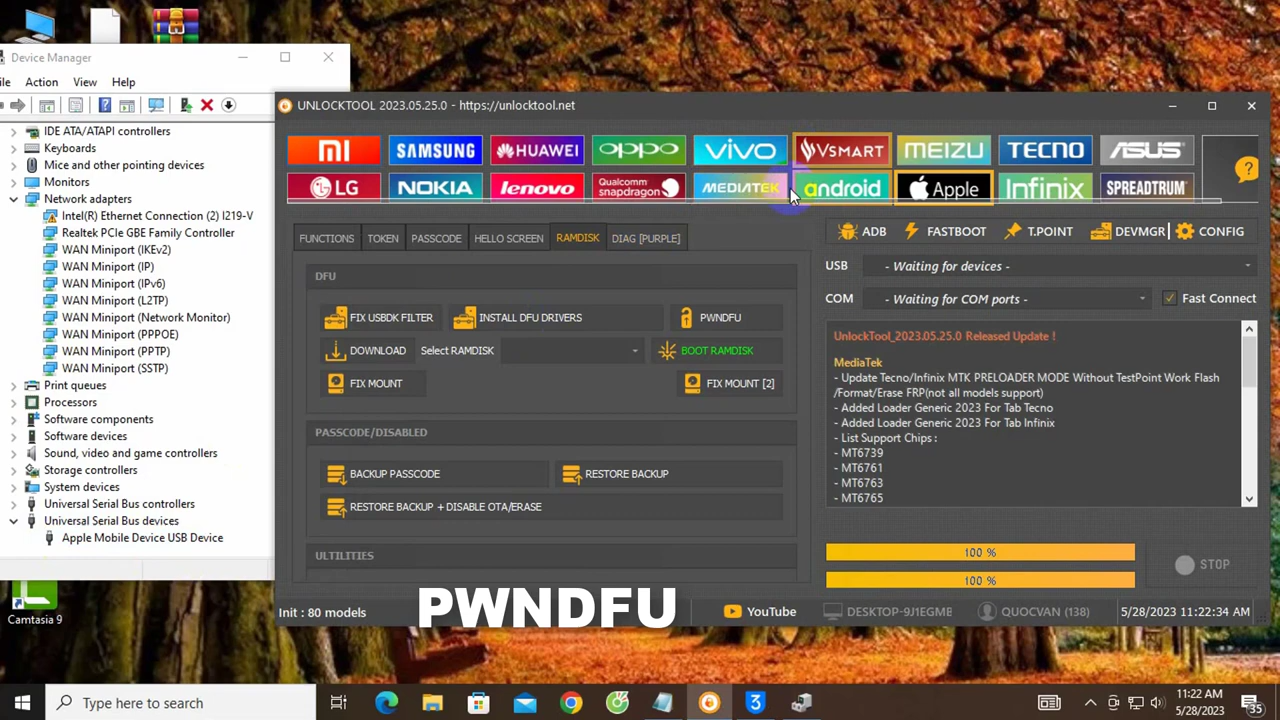 Device Manager
ile
Action
View
Help
IDE ATA/ATAPI controllers
Keyboards
Mice and other pointing devices
Monitors
Network adapters
Intel(R) Ethernet Connection (2) I219-V
Realtek PCIe GBE Family Controller
WAN Miniport (IKEv2)
WAN Miniport (IP)
WAN Miniport (IPv6)
WAN Miniport (L2TP)
WAN Miniport (Network Monitor)
WAN Miniport (PPPOE)
WAN Miniport (PPTP)
WAN Miniport (SSTP)
Print queues
Processors
Software components
Software devices
Sound, video and game controllers
Storage controllers
System devices
Universal Serial Bus controllers
Universal Serial Bus devices
Apple Mobile Device USB Device
Camtasia 9
UNLOCKTOOL 2023.05.25.0 - https://unlocktool.net
MI SAMSUNG HUAWEI OPPO VIVO VSMART MEIZU TECNO ASUS
LG NOKIA lenovo Qualcomm snapdragon MEDIATEK android Apple Infinix SPREADTRUM
?
FUNCTIONS TOKEN PASSCODE HELLO SCREEN RAMDISK DIAG [PURPLE]
DFU
FIX USBDK FILTER INSTALL DFU DRIVERS PWNDFU
DOWNLOAD Select RAMDISK BOOT RAMDISK
FIX MOUNT FIX MOUNT [2]
PASSCODE/DISABLED
BACKUP PASSCODE RESTORE BACKUP
RESTORE BACKUP + DISABLE OTA/ERASE
ULTILITIES
ADB FASTBOOT T.POINT DEVMGR CONFIG
USB - Waiting for devices -
COM - Waiting for COM ports - Fast Connect
UnlockTool_2023.05.25.0 Released Update !
MediaTek
- Update Tecno/Infinix MTK PRELOADER MODE Without TestPoint Work Flash
/Format/Erase FRP(not all models support)
- Added Loader Generic 2023 For Tab Tecno
- Added Loader Generic 2023 For Tab Infinix
- List Support Chips :
- MT6739
- MT6761
- MT6763
- MT6765
100 %
100 %
STOP
Init : 80 models
PWNDFU
YouTube DESKTOP-9J1EGMB QUOCVAN (138) 5/28/2023 11:22:34 AM
Type here to search
3
11:22 AM
5/28/2023
35